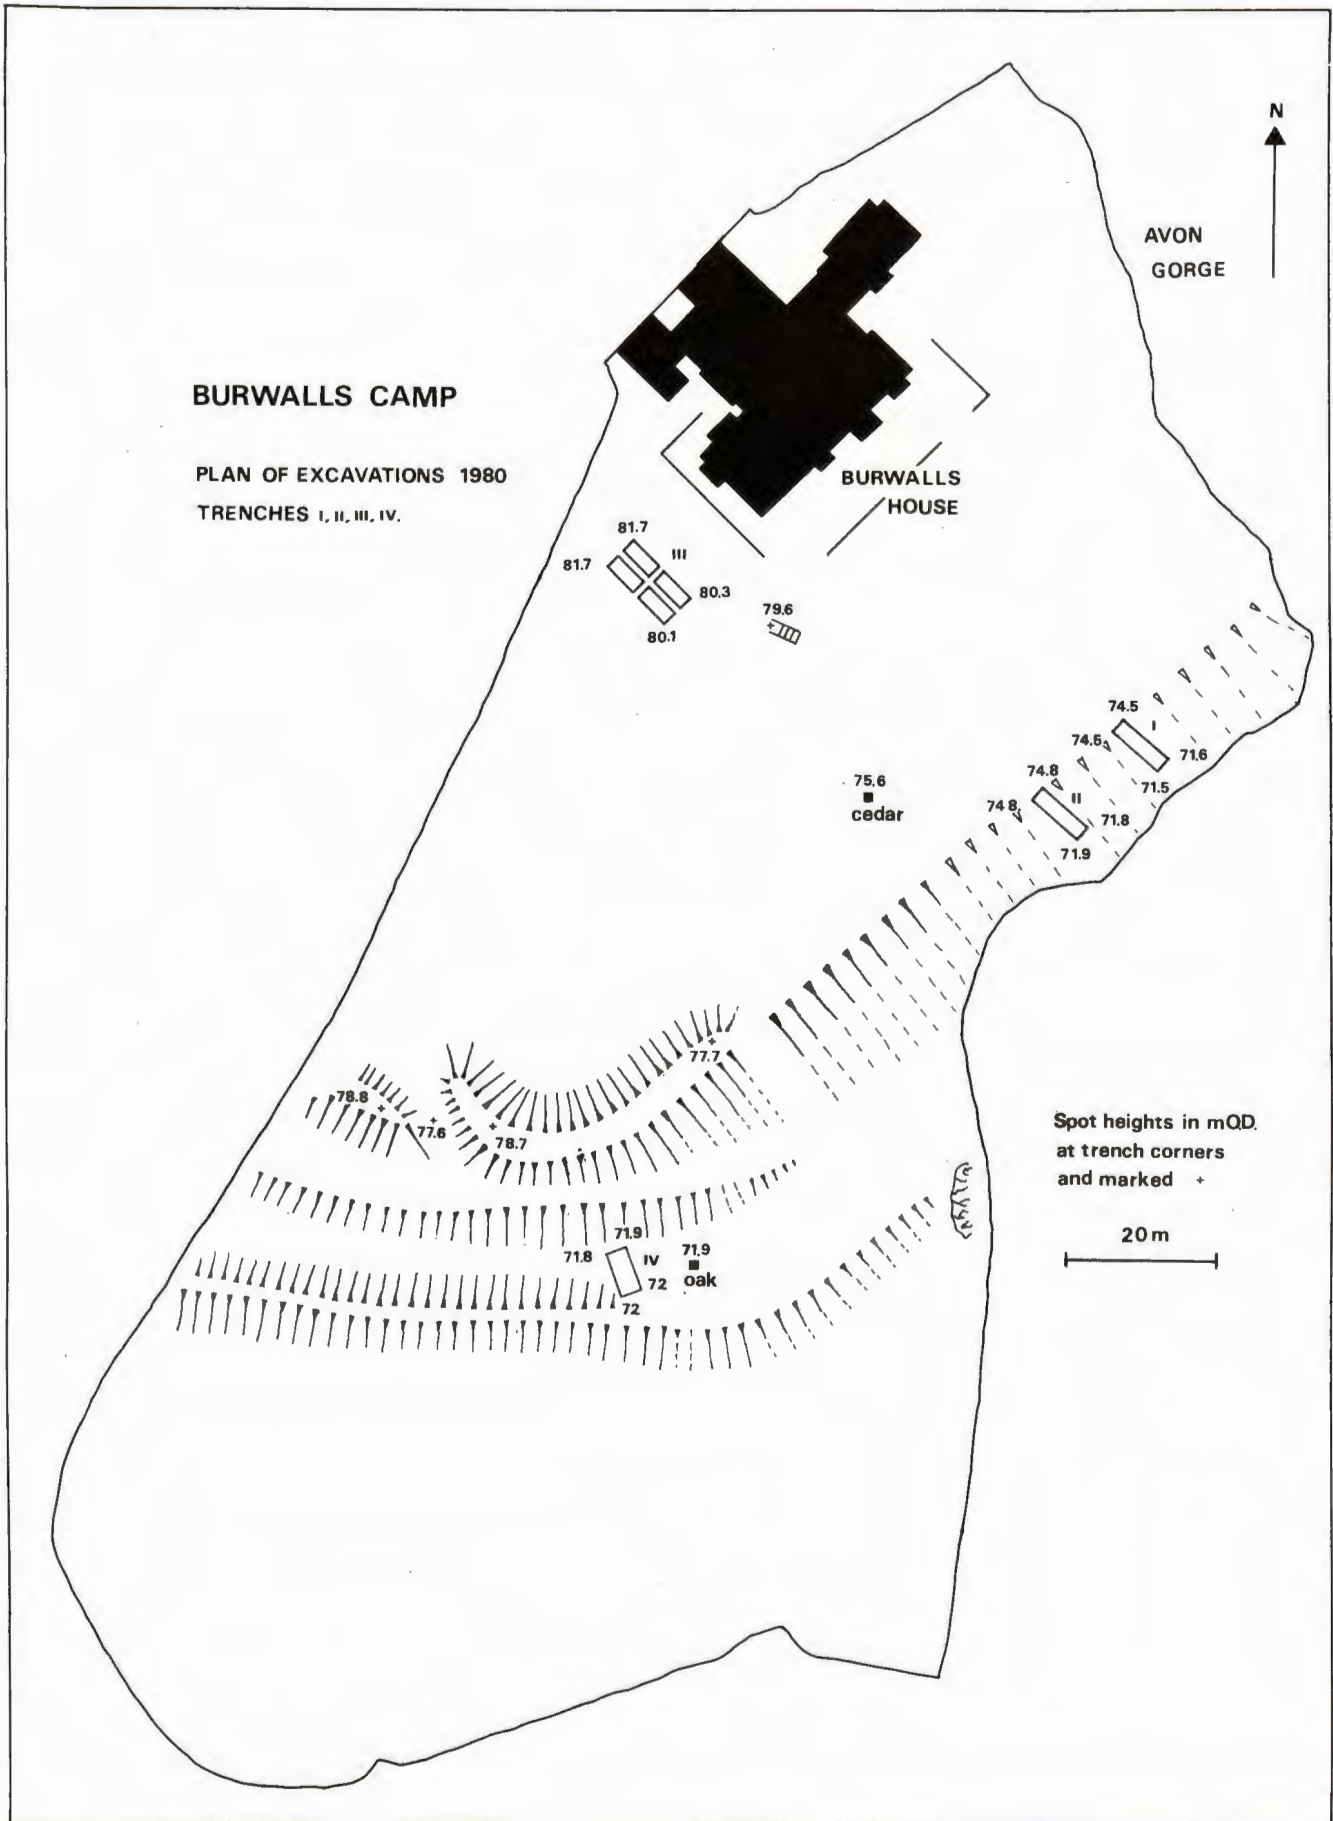 N
AVON
GORGE
BURWALLS CAMP
PLAN OF EXCAVATIONS 1980
TRENCHES I, II, III, IV.
BURWALLS
HOUSE
81.7
III
81.7
80.3
80.1
79.6
74.5
I
74.5
71.6
71.5
75.6
cedar
74.8
II
74 8
71.8
71.9
77.7
78.8
77.6
78.7
Spot heights in mOD.
at trench corners
and marked +
20 m
71.9
71.8
IV
71.9
oak
72
72